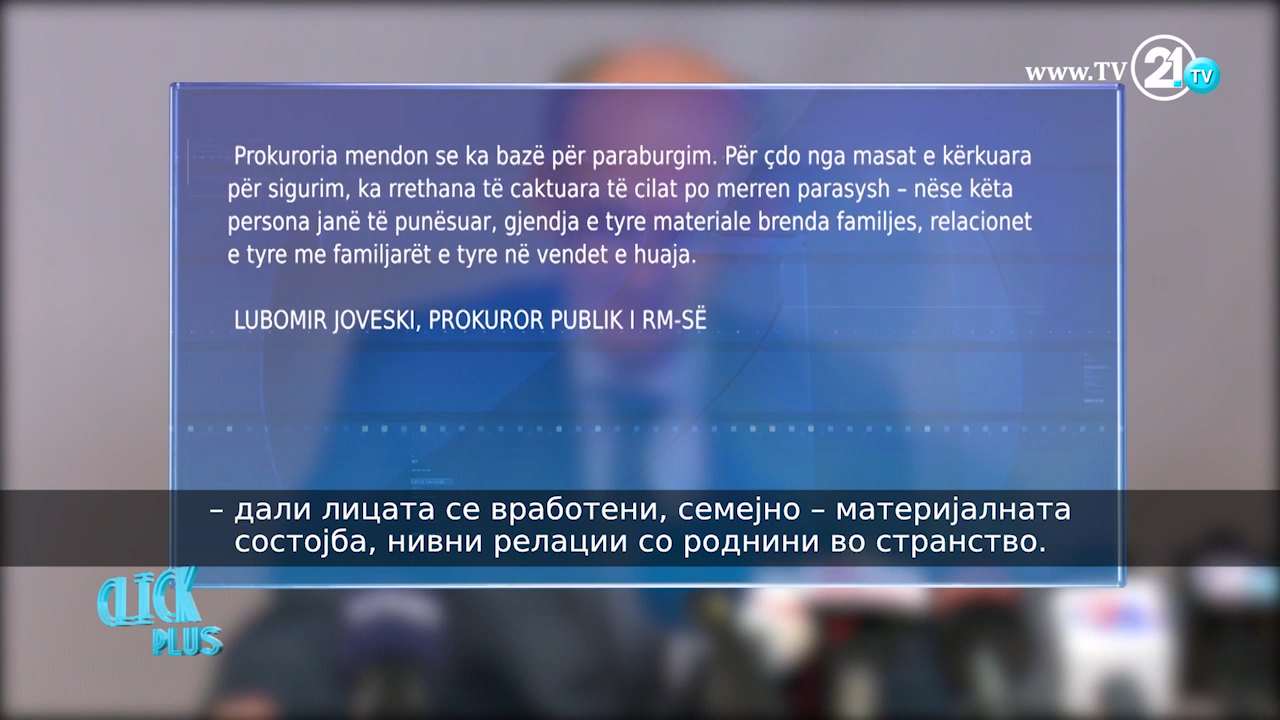 www.TV 21.TV
Prokuroria mendon se ka bazë për paraburgim. Për çdo nga masat e kërkuara
për sigurim, ka rrethana të caktuara të cilat po merren parasysh – nëse këta
persona janë të punësuar, gjendja e tyre materiale brenda familjes, relacionet
e tyre me familjarët e tyre në vendet e huaja.
LUBOMIR JOVESKI, PROKUROR PUBLIK I RM-SË
– дали лицата се вработени, семејно – материјалната
состојба, нивни релации со роднини во странство.
CLICK
PLUS